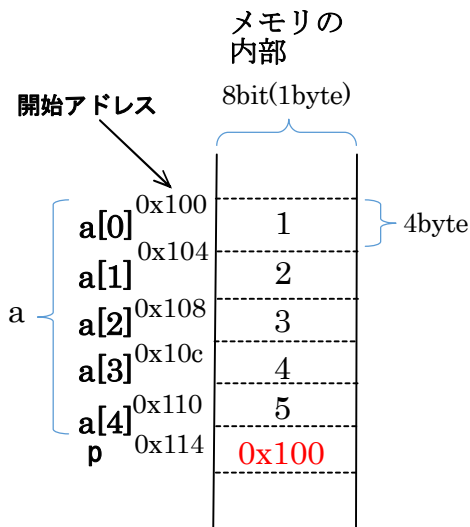 メモリの
内部
8bit(1byte)
開始アドレス
0x100
a[0]
1
4byte
0x104
a[1]
2
a
0x108
a[2]
3
0x10c
a[3]
4
0x110
a[4]
5
p
0x114
0x100